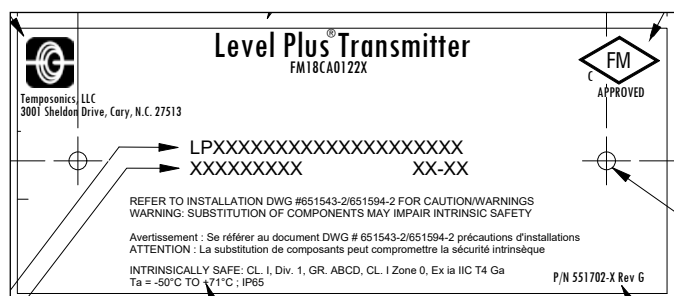 Level Plus® Transmitter
FM18CA0122X
FM
C
APPROVED
Temposonics, LLC
3001 Sheldon Drive, Cary, N.C. 27513
LPXXXXXXXXXXXXXXXXXXXXXX
XXXXXXXXX XX-XX
REFER TO INSTALLATION DWG #651543-2/651594-2 FOR CAUTION/WARNINGS
WARNING: SUBSTITUTION OF COMPONENTS MAY IMPAIR INTRINSIC SAFETY
Avertissement : Se référer au document DWG # 651543-2/651594-2 précautions d'installations
ATTENTION : La substitution de composants peut compromettre la sécurité intrinsèque
INTRINSICALLY SAFE: CL. I, Div. 1, GR. ABCD, CL. I Zone 0, Ex ia IIC T4 Ga
Ta = -50°C TO +71°C ; IP65
P/N 551702-X Rev G